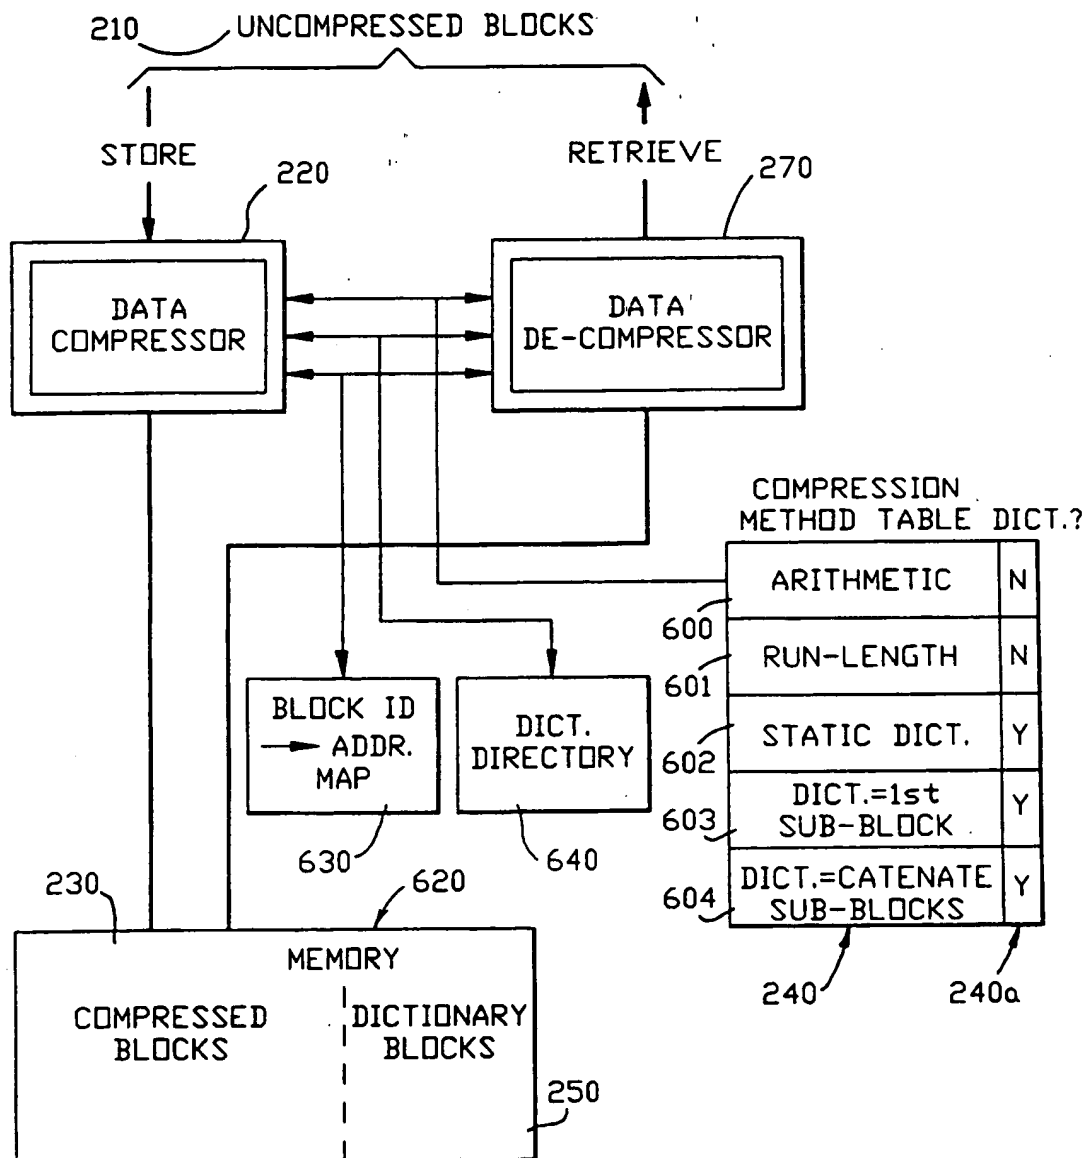 210 UNCOMPRESSED BLOCKS
STORE
RETRIEVE
220
270
DATA
COMPRESSOR
DATA
DE-COMPRESSOR
COMPRESSION
METHOD TABLE DICT.?
ARITHMETIC N
600
RUN-LENGTH N
601
STATIC DICT. Y
602
DICT.=1st
SUB-BLOCK Y
603
DICT.=CATENATE
SUB-BLOCKS Y
604
240
240a
BLOCK ID
ADDR.
MAP
630
DICT.
DIRECTORY
640
230
620
MEMORY
COMPRESSED
BLOCKS
DICTIONARY
BLOCKS
250